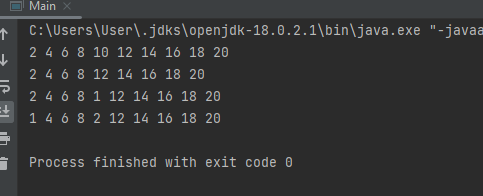 Main
C:\Users\User\.jdks\openjdk-18.0.2.1\bin\java.exe "-javaa
2 4 6 8 10 12 14 16 18 20
2 4 6 8 12 14 16 18 20
2 4 6 8 1 12 14 16 18 20
1 4 6 8 2 12 14 16 18 20
Process finished with exit code 0